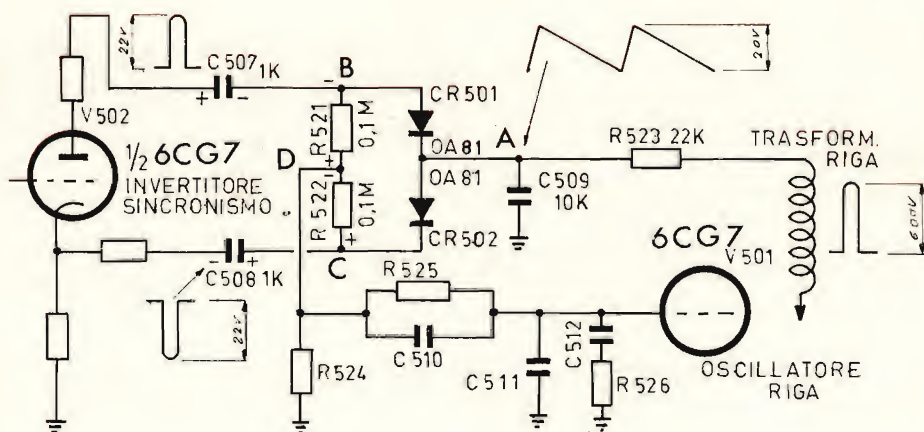 22V
C507
1K
+
-
-
B
V502
½ 6CG7
INVERTITORE
SINCRONISMO
D
R521
0,1M
+
-
R522
0,1M
+
C
CR501
OA81
OA81
CR502
A
C509
10K
20V
R523 22K
TRASFORM.
RIGA
600V
6CG7
V501
-
+
C508 1K
22V
R525
C510
R524
C511
C512
R526
OSCILLATORE
RIGA